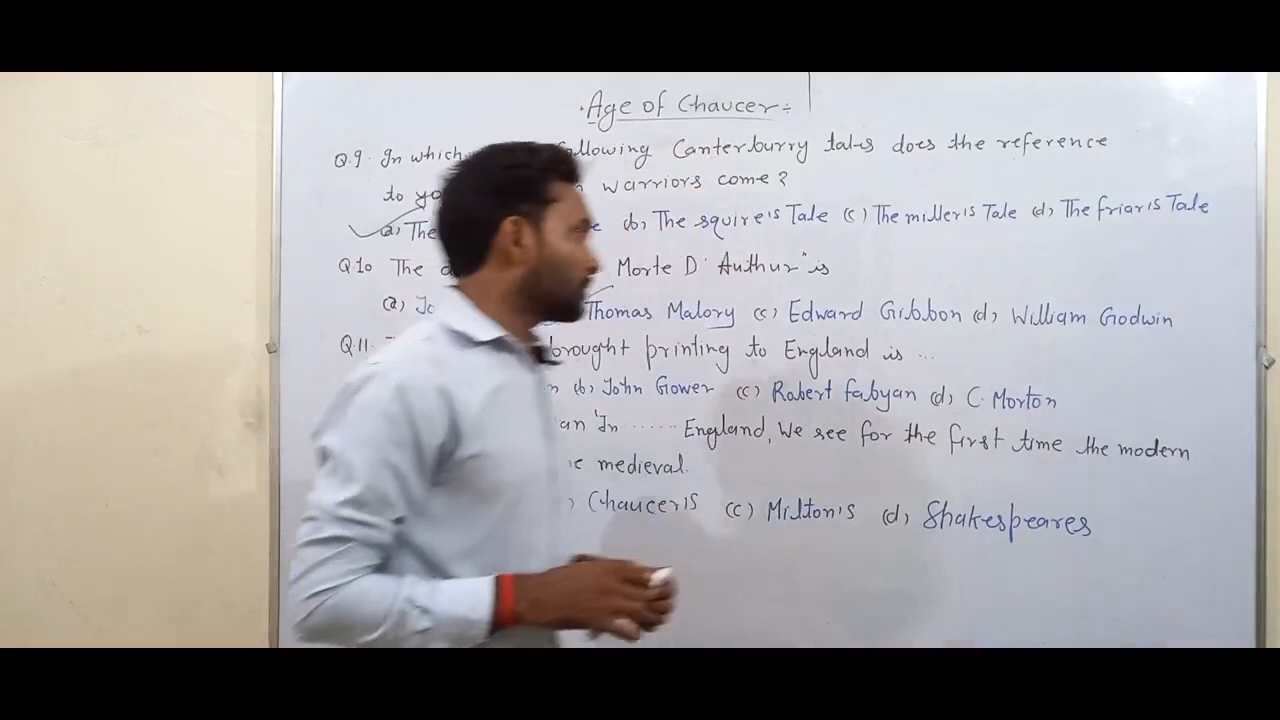 Age of Chaucer
Q.9. In which following Canterburry tales does the reference
to warriors come?
(a) The (b) The squire's Tale (c) The miller's Tale (d) The friar's Tale
Q.10 The Morte D'Authur" is
(a) Thomas Malory (c) Edward Gibbon (d) William Godwin
Q.11. brought printing to England is ...
(b) John Gower (c) Robert fabyan (d) C. Morton
'In ...... England, We see for the first time the modern
medieval.
Chaucer's (c) Milton's (d) Shakespeares